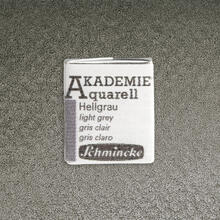 AKADEMIE
Aquarell
Hellgrau
light grey
gris clair
gris claro
Schmincke